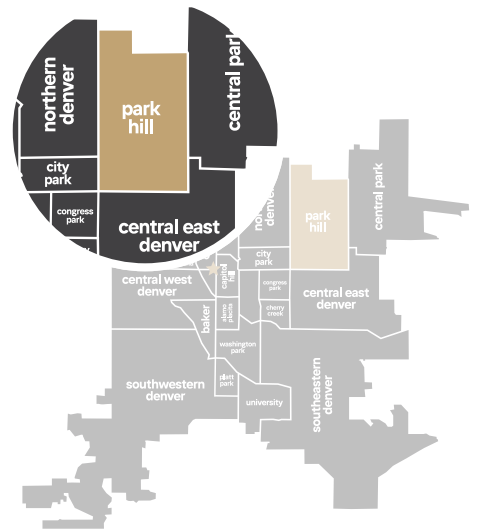 northern
denver
central park
park
hill
city
park
congress
park
central east
denver
central park
park
hill
city
park
capitol
hill
congress
park
central west
denver
central east
denver
baker
alamo
placita
cherry
creek
washington
park
platt
park
southwestern
denver
university
southeastern
denver